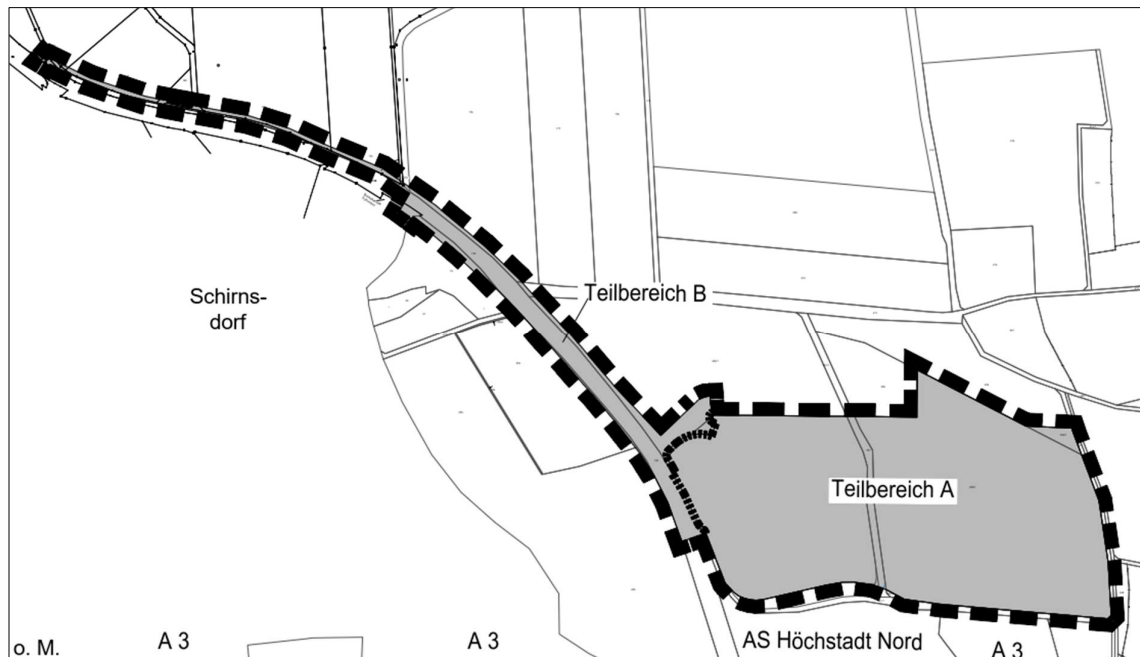 Schirns-
dorf
Teilbereich B
Teilbereich A
o. M.
A 3
A 3
AS Höchstadt Nord
A 3